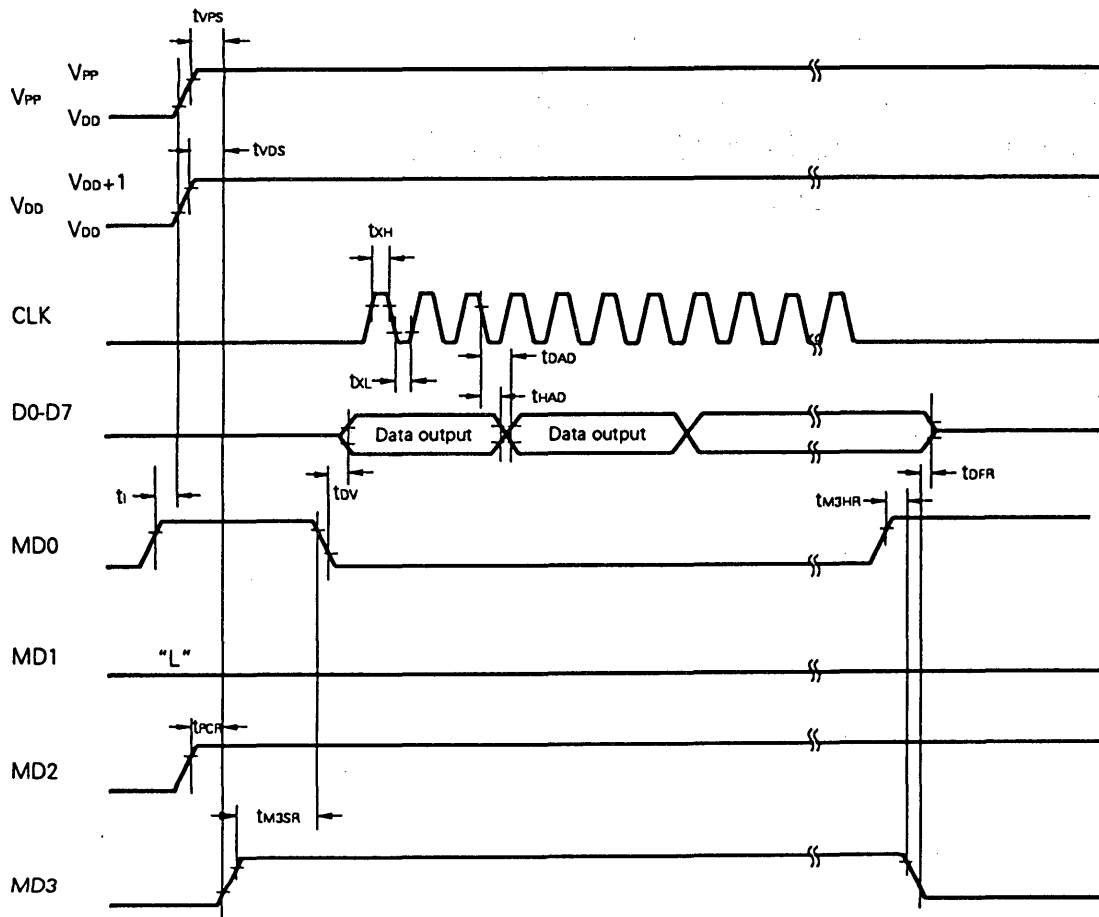 tVPS
VPP
VPP
VDD
tVDS
VDD+1
VDD
VDD
tXH
CLK
tDAD
tXL
tHAD
D0-D7
Data output
Data output
tI
tDV
tDFR
tM3HR
MD0
MD1
"L"
tPCR
MD2
tM3SR
MD3